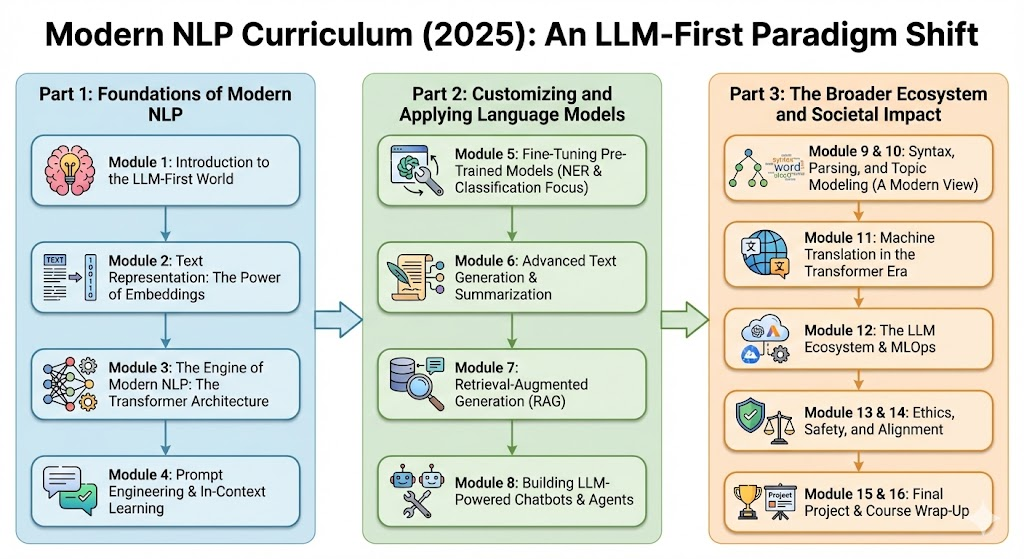 Modern NLP Curriculum (2025): An LLM-First Paradigm Shift
Part 1: Foundations of Modern
NLP
Module 1: Introduction to
the LLM-First World
TEXT
10110
Module 2: Text
Representation: The Power
of Embeddings
Module 3: The Engine of
Modern NLP: The
Transformer Architecture
Module 4: Prompt
Engineering & In-Context
Learning
Part 2: Customizing and
Applying Language Models
Module 5: Fine-Tuning Pre-
Trained Models (NER &
Classification Focus)
Module 6: Advanced Text
Generation &
Summarization
Module 7:
Retrieval-Augmented
Generation (RAG)
Module 8: Building LLM-
Powered Chatbots & Agents
Part 3: The Broader Ecosystem
and Societal Impact
syntax
word
Module 9 & 10: Syntax,
Parsing, and Topic
Modeling (A Modern View)
文
文
Module 11: Machine
Translation in the
Transformer Era
Module 12: The LLM
Ecosystem & MLOps
Module 13 & 14: Ethics,
Safety, and Alignment
Project
Module 15 & 16: Final
Project & Course Wrap-Up